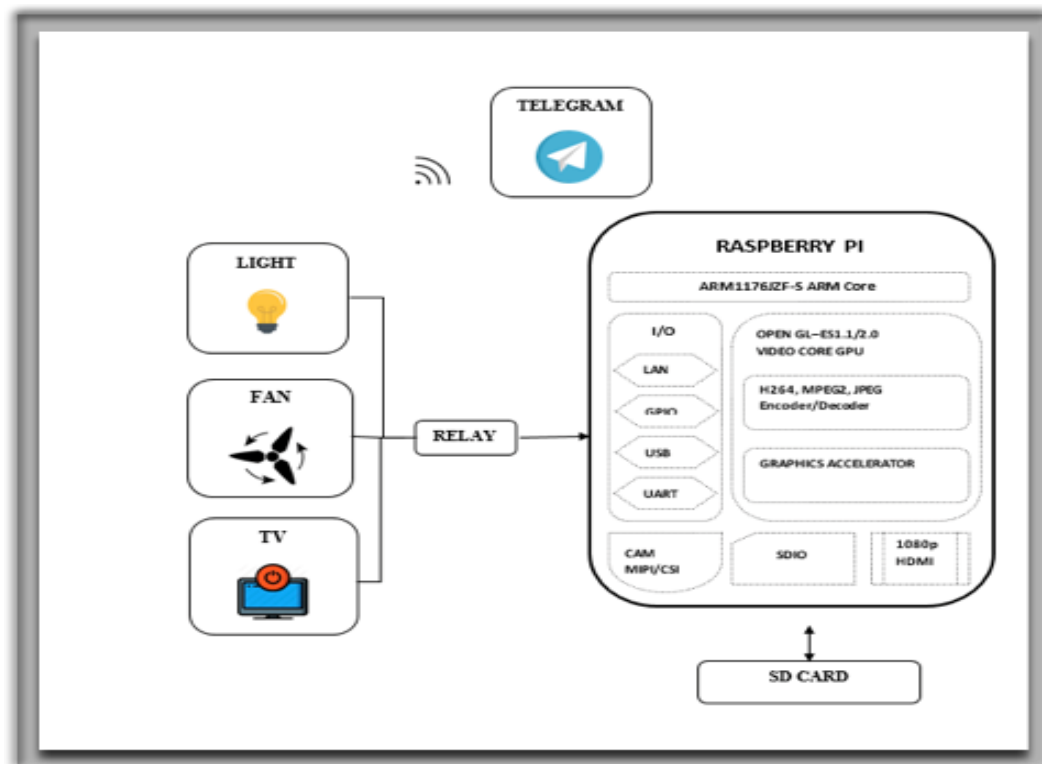 TELEGRAM
LIGHT
FAN
TV
RELAY
RASPBERRY PI
ARM1176JZF-S ARM Core
I/O
LAN
GPIO
USB
UART
OPEN GL–ES1.1/2.0
VIDEO CORE GPU
H264, MPEG2, JPEG
Encoder/Decoder
GRAPHICS ACCELERATOR
CAM
MIPI/CSI
SDIO
1080p
HDMI
SD CARD